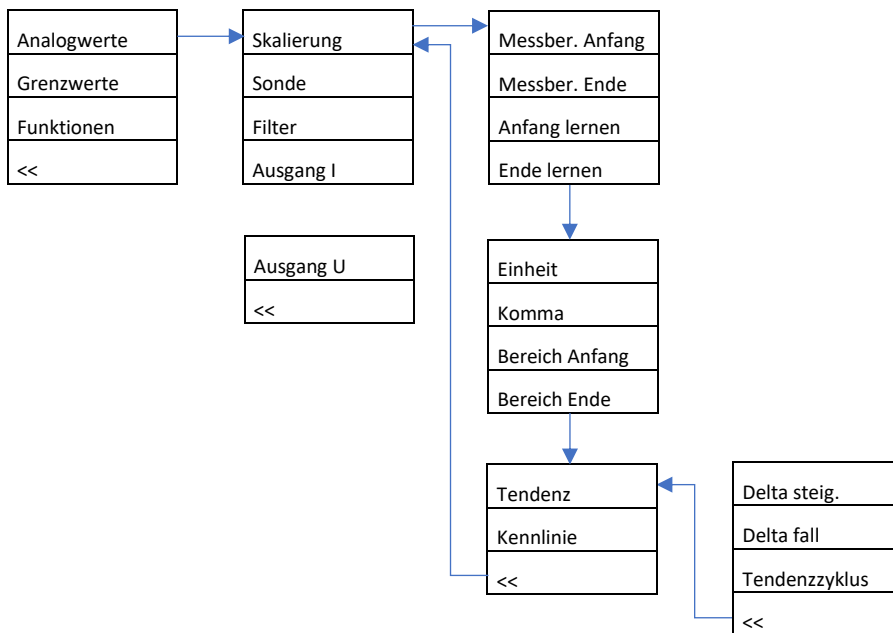 Analogwerte
Grenzwerte
Funktionen
<<
Skalierung
Sonde
Filter
Ausgang I
Ausgang U
<<
Messber. Anfang
Messber. Ende
Anfang lernen
Ende lernen
Einheit
Komma
Bereich Anfang
Bereich Ende
Tendenz
Kennlinie
<<
Delta steig.
Delta fall
Tendenzzyklus
<<